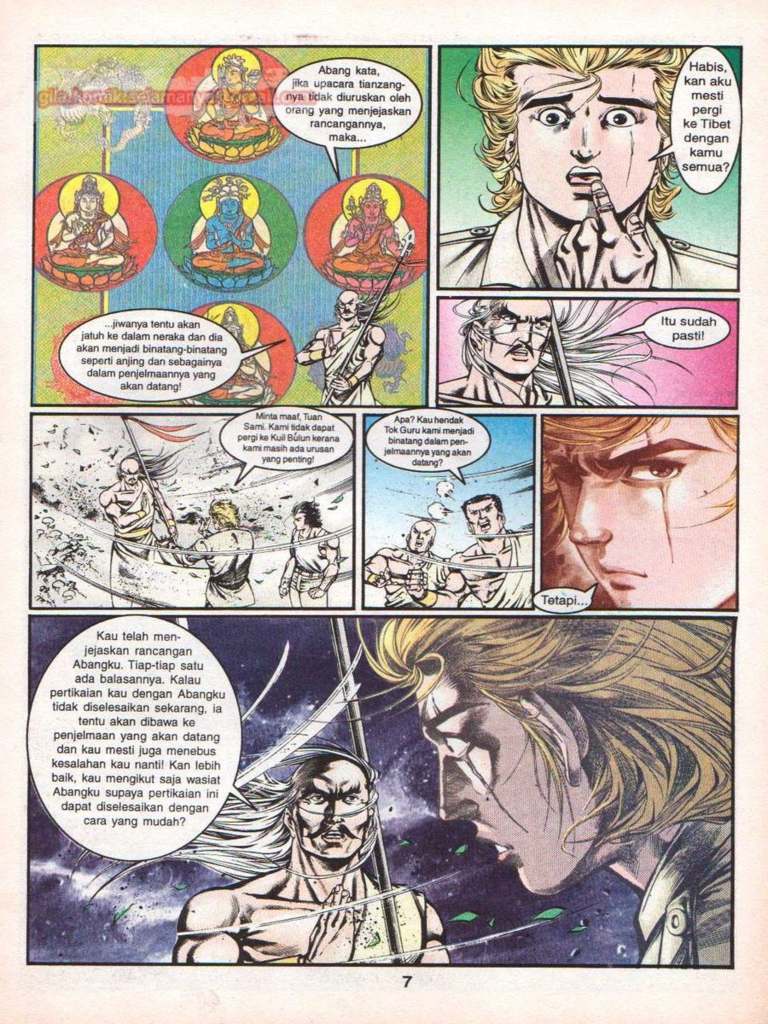 Abang kata,
jika upacara tianzang-
nya tidak diuruskan oleh
orang yang menjejaskan
rancangannya,
maka...
...jiwanya tentu akan
jatuh ke dalam neraka dan dia
akan menjadi binatang-binatang
seperti anjing dan sebagainya
dalam penjelmaannya yang
akan datang!
Habis,
kan aku
mesti
pergi
ke Tibet
dengan
kamu
semua?
Itu sudah
pasti!
Minta maaf, Tuan
Sami. Kami tidak dapat
pergi ke Kuil Bulun kerana
kami masih ada urusan
yang penting!
Apa? Kau hendak
Tok Guru kami menjadi
binatang dalam pen-
jelmaannya yang akan
datang?
Tetapi...
Kau telah men-
jejaskan rancangan
Abangku. Tiap-tiap satu
ada balasannya. Kalau
pertikaian kau dengan Abangku
tidak diselesaikan sekarang, ia
tentu akan dibawa ke
penjelmaan yang akan datang
dan kau mesti juga menebus
kesalahan kau nanti! Kan lebih
baik, kau mengikut saja wasiat
Abangku supaya pertikaian ini
dapat diselesaikan dengan
cara yang mudah?
7